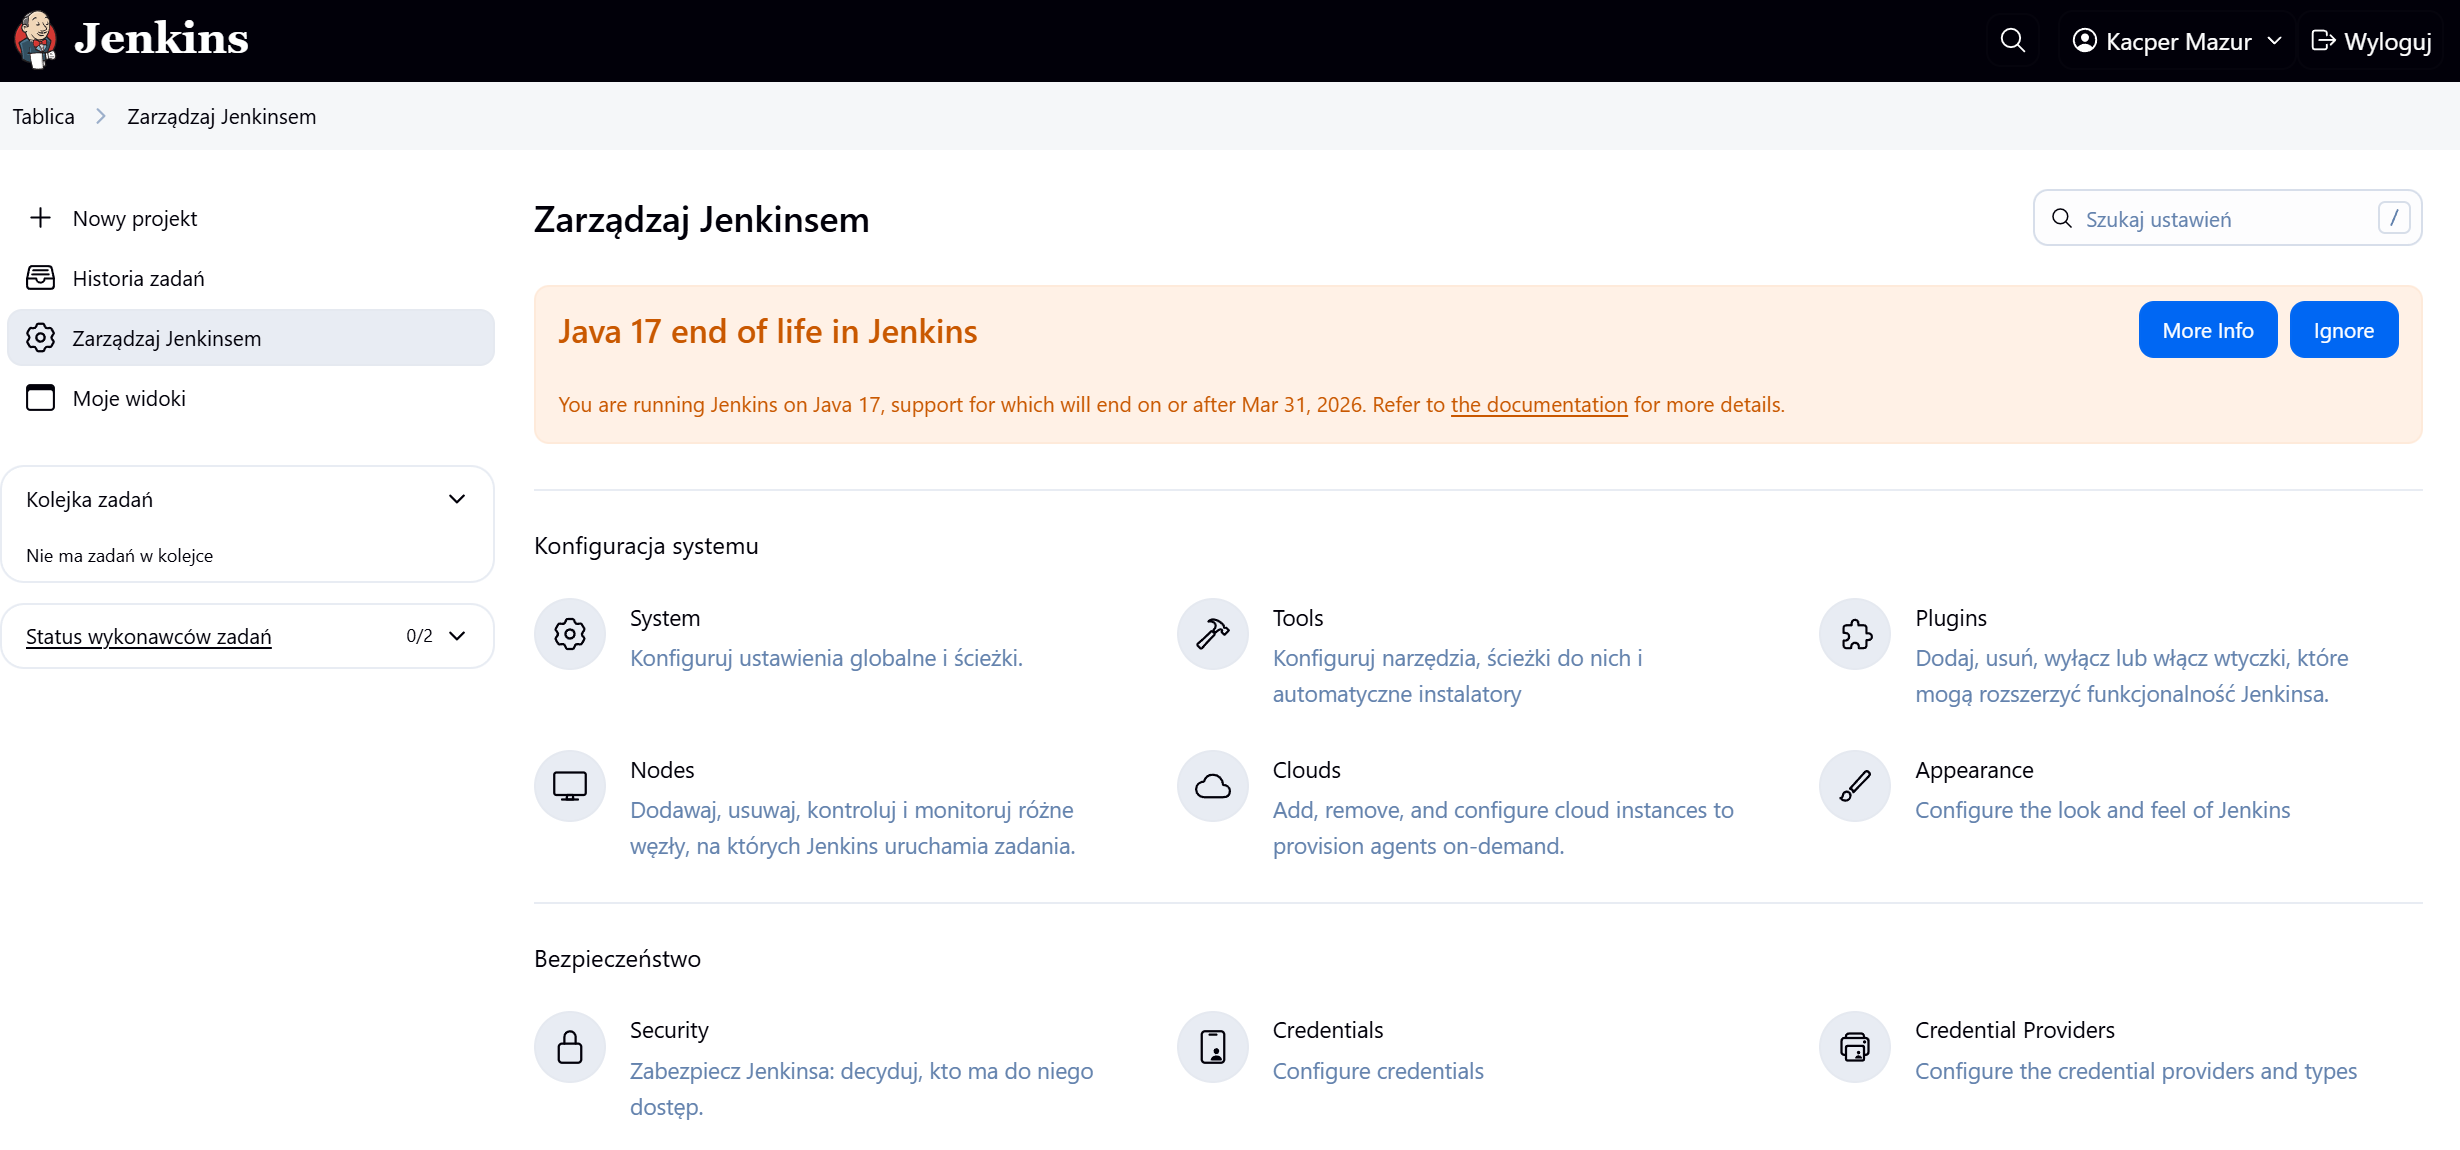 Jenkins
Kacper Mazur
Wyloguj
Tablica
Zarządzaj Jenkinsem
Nowy projekt
Historia zadań
Zarządzaj Jenkinsem
Moje widoki
Kolejka zadań
Nie ma zadań w kolejce
Status wykonawców zadań 0/2
Zarządzaj Jenkinsem
Szukaj ustawień /
Java 17 end of life in Jenkins
More Info
Ignore
You are running Jenkins on Java 17, support for which will end on or after Mar 31, 2026. Refer to the documentation for more details.
Konfiguracja systemu
System
Konfiguruj ustawienia globalne i ścieżki.
Tools
Konfiguruj narzędzia, ścieżki do nich i
automatyczne instalatory
Plugins
Dodaj, usuń, wyłącz lub włącz wtyczki, które
mogą rozszerzyć funkcjonalność Jenkinsa.
Nodes
Dodawaj, usuwaj, kontroluj i monitoruj różne
węzły, na których Jenkins uruchamia zadania.
Clouds
Add, remove, and configure cloud instances to
provision agents on-demand.
Appearance
Configure the look and feel of Jenkins
Bezpieczeństwo
Security
Zabezpiecz Jenkinsa: decyduj, kto ma do niego
dostęp.
Credentials
Configure credentials
Credential Providers
Configure the credential providers and types